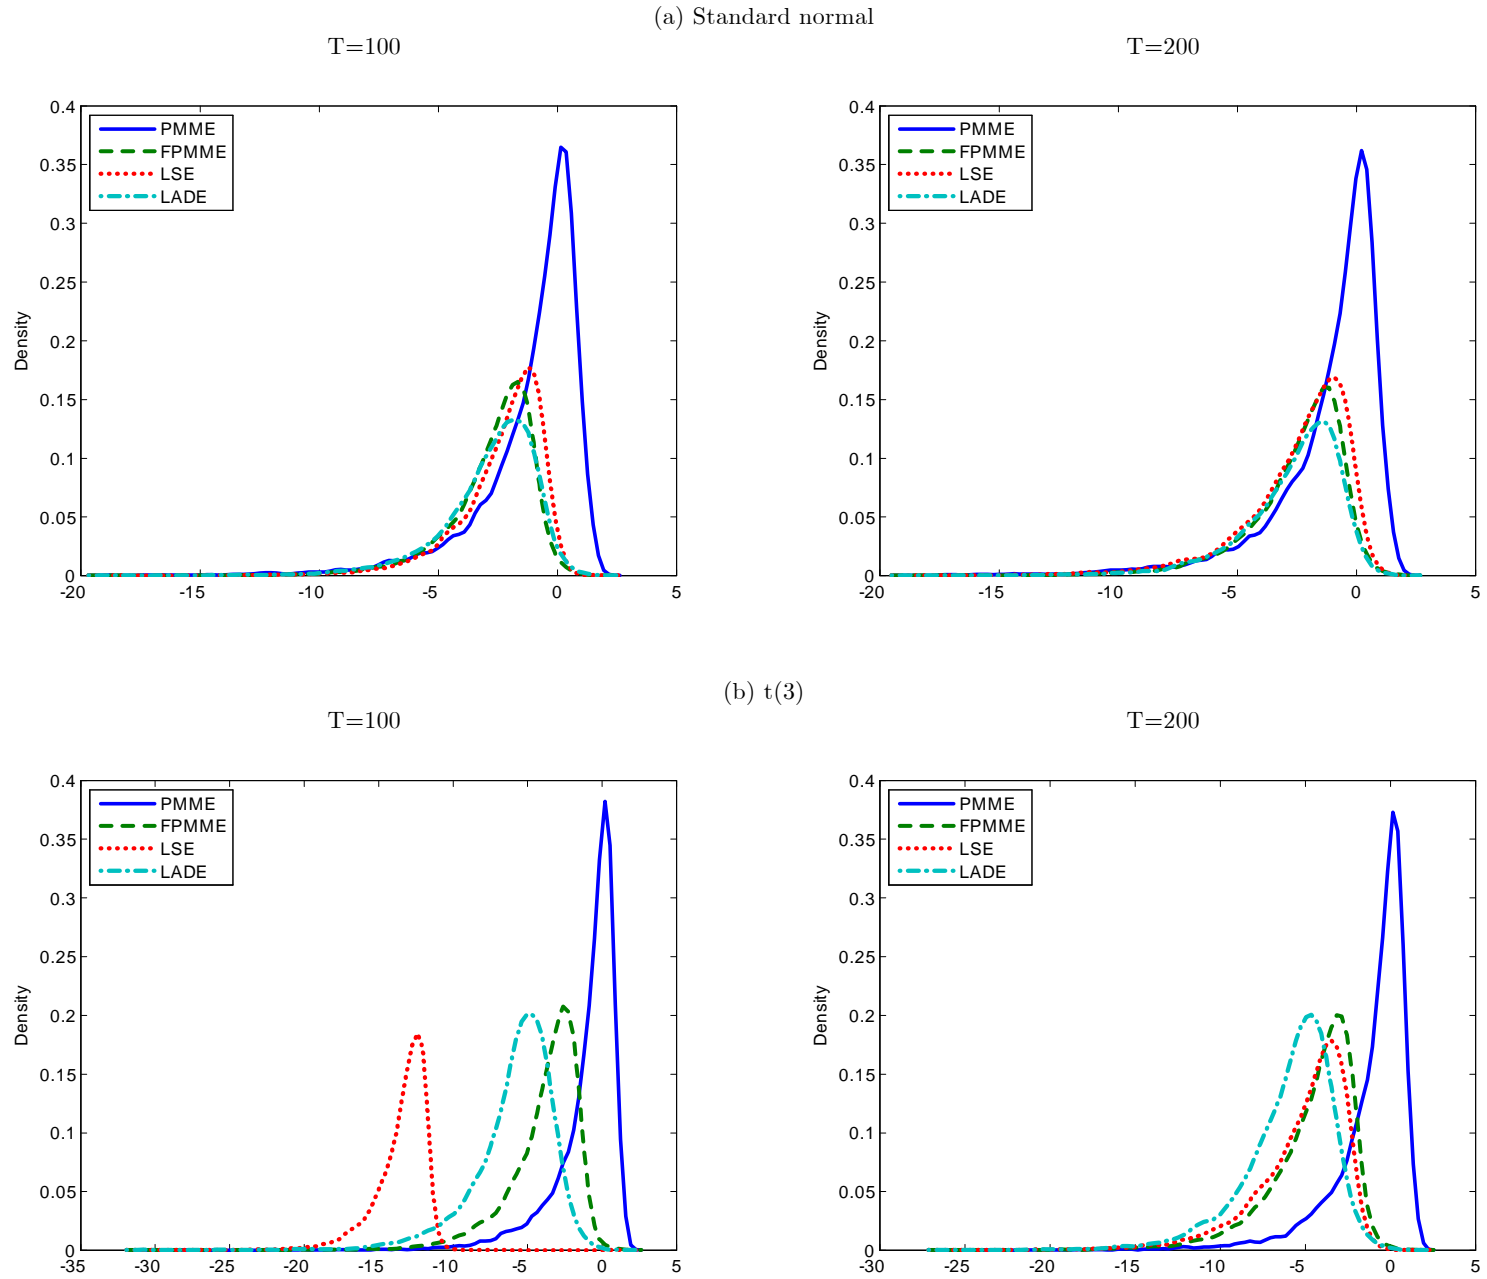 (a) Standard normal
T=100
T=200
0.4
0.35
0.3
0.25
0.2
0.15
0.1
0.05
0
Density
PMME
FPMME
LSE
LADE
-20 -15 -10 -5 0 5
0.4
0.35
0.3
0.25
0.2
0.15
0.1
0.05
0
Density
PMME
FPMME
LSE
LADE
-20 -15 -10 -5 0 5
(b) t(3)
T=100
T=200
0.4
0.35
0.3
0.25
0.2
0.15
0.1
0.05
0
Density
PMME
FPMME
LSE
LADE
-35 -30 -25 -20 -15 -10 -5 0 5
0.4
0.35
0.3
0.25
0.2
0.15
0.1
0.05
0
Density
PMME
FPMME
LSE
LADE
-30 -25 -20 -15 -10 -5 0 5